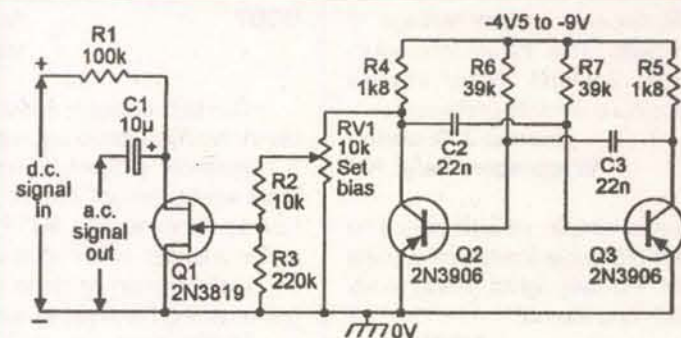 -4V5 to -9V
R1
100k
R4
1k8
R6
39k
R7
39k
R5
1k8
+
C1
10µ
+
RV1
10k
Set
bias
C2
22n
C3
22n
d.c.
signal
in
a.c.
signal
out
R2
10k
R3
220k
Q1
2N3819
Q2
2N3906
Q3
2N3906
–
0V